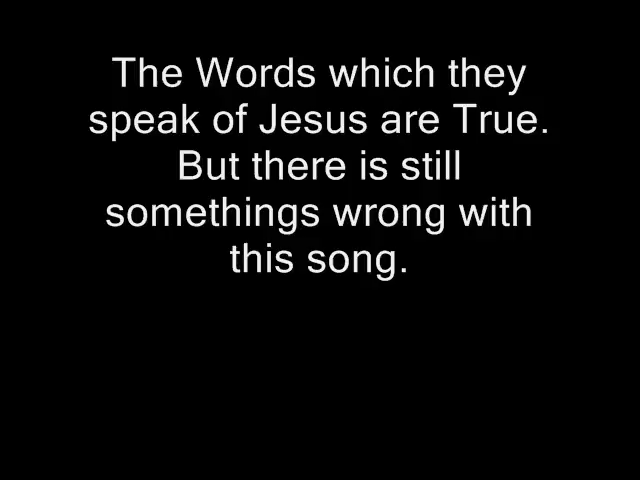 The Words which they
speak of Jesus are True.
But there is still
somethings wrong with
this song.